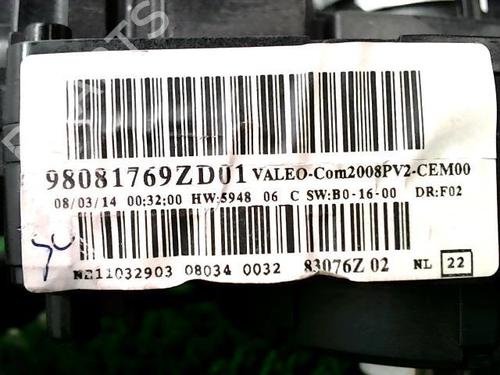 98081769ZD01 VALEO-Com2008PV2-CEM00
08/03/14 00:32:00 HW:5948 06 C SW:B0-16-00 DR:F02
NE11032903 08034 0032 83076Z 02 NL 22